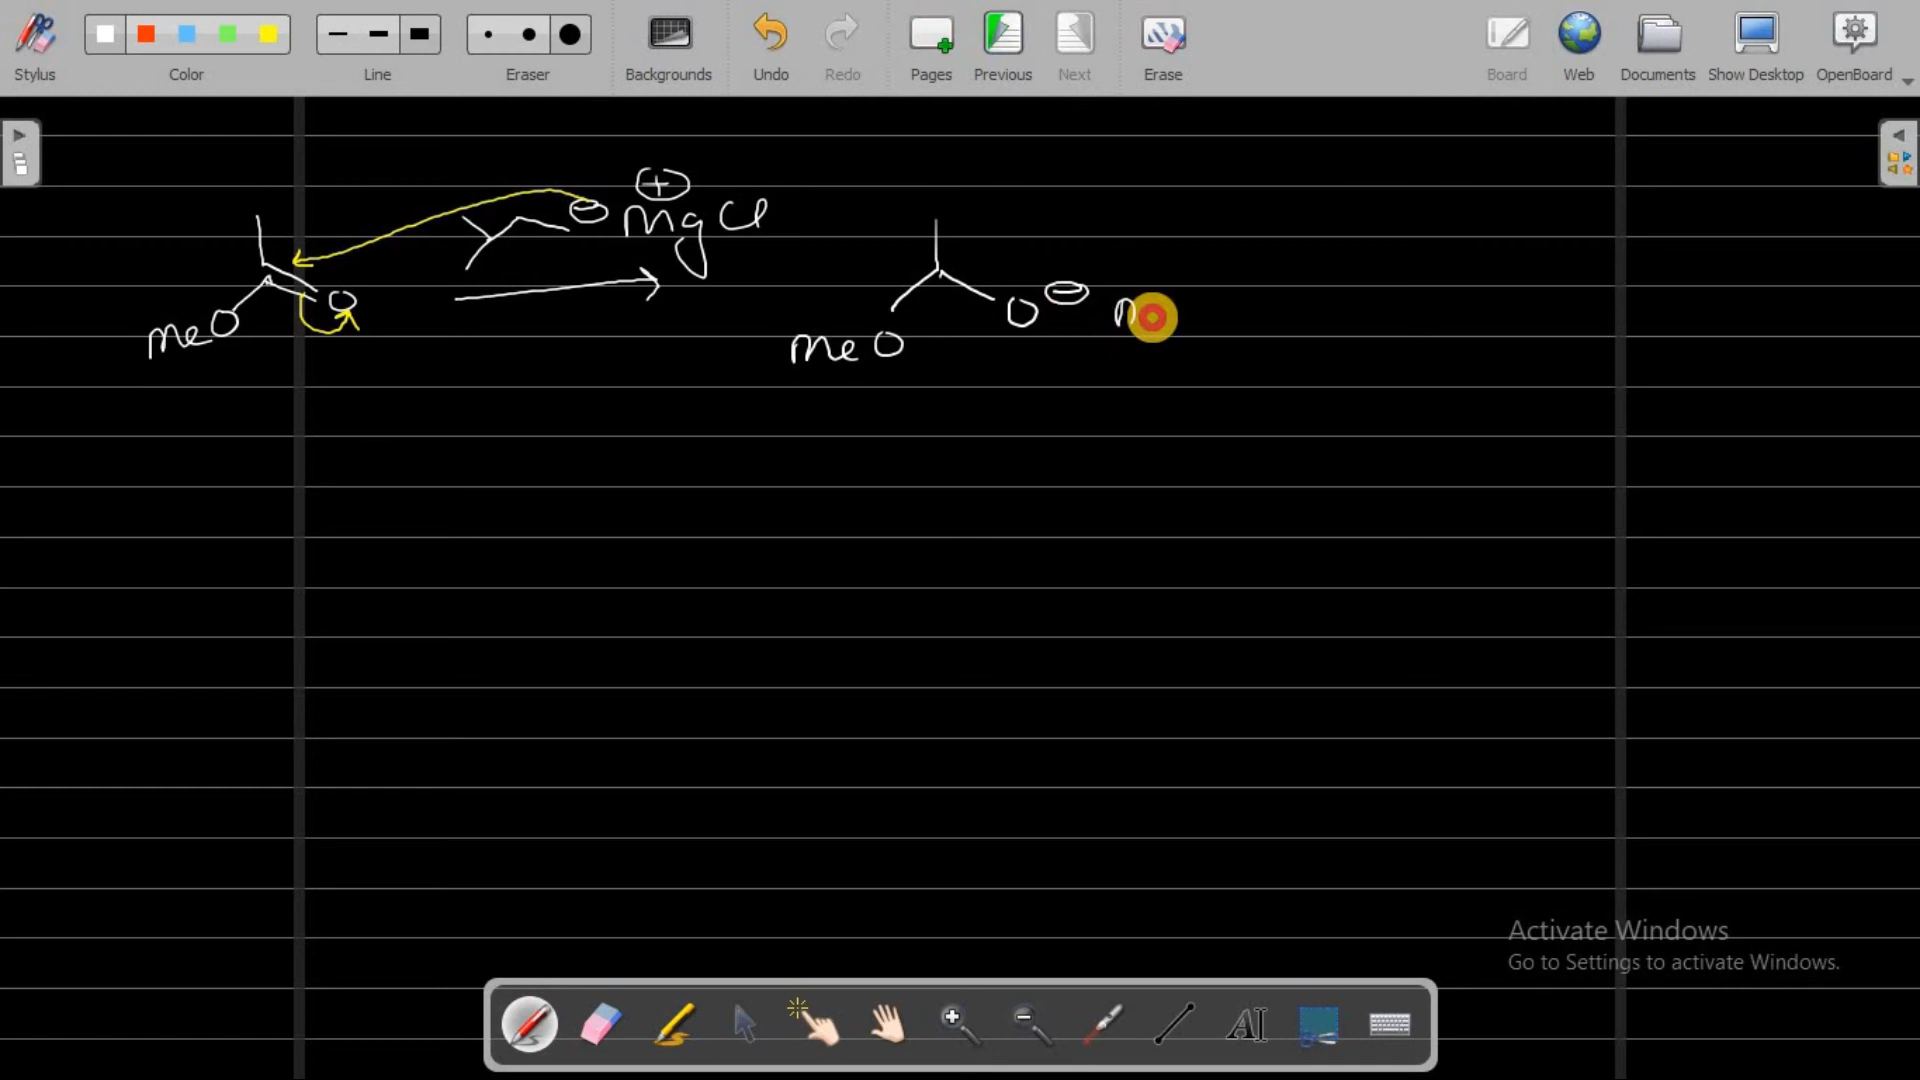 Stylus Color Line Eraser Backgrounds Undo Redo Pages Previous Next Erase Board Web Documents Show Desktop OpenBoard
+
⊖ MgCl
O
MeO
O ⊖
MeO
Activate Windows
Go to Settings to activate Windows.
AI